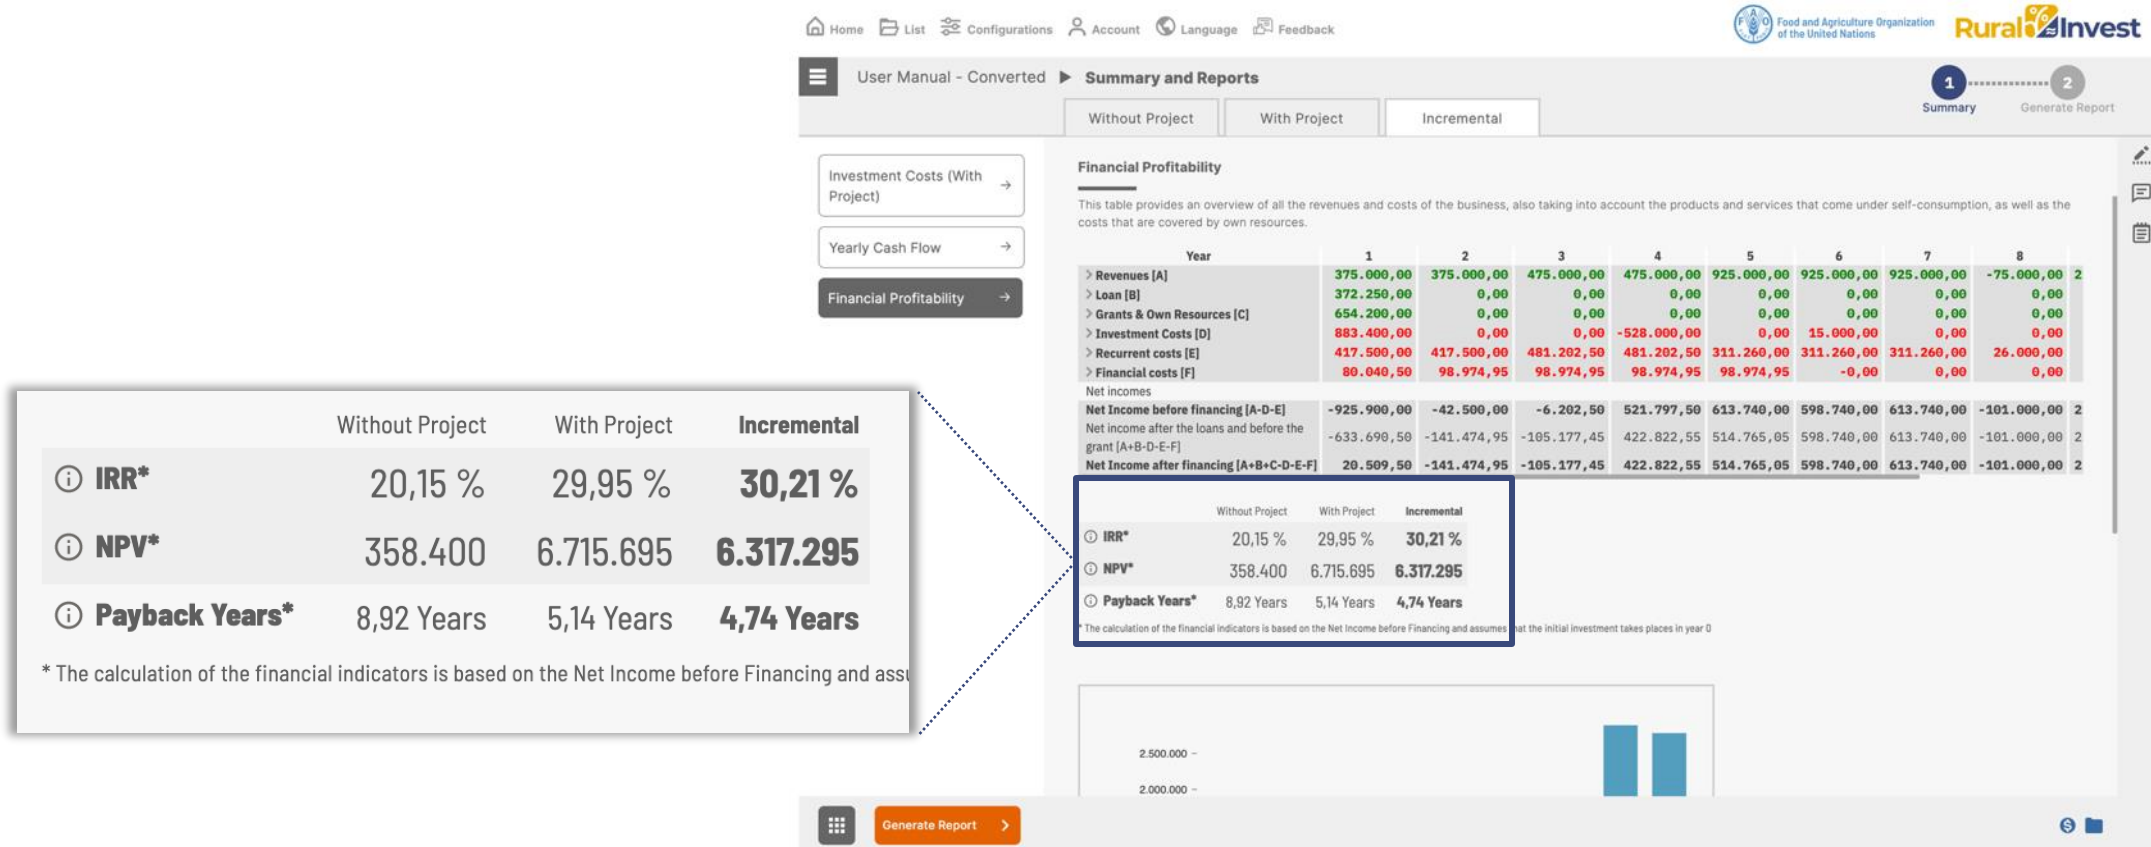 Home List Configurations Account Language Feedback
Food and Agriculture Organization
of the United Nations
Rural Invest
User Manual - Converted Summary and Reports
1 2
Summary Generate Report
Without Project With Project Incremental
Investment Costs (With
Project)
Yearly Cash Flow
Financial Profitability
Financial Profitability
This table provides an overview of all the revenues and costs of the business, also taking into account the products and services that come under self-consumption, as well as the
costs that are covered by own resources.
Year 1 2 3 4 5 6 7 8
Revenues [A] 375.000,00 375.000,00 475.000,00 475.000,00 925.000,00 925.000,00 925.000,00 -75.000,00 2
Loan [B] 372.250,00 0,00 0,00 0,00 0,00 0,00 0,00 0,00
Grants & Own Resources [C] 654.200,00 0,00 0,00 0,00 0,00 0,00 0,00 0,00
Investment Costs [D] 883.400,00 0,00 0,00 -528.000,00 0,00 15.000,00 0,00 0,00
Recurrent costs [E] 417.500,00 417.500,00 481.202,50 481.202,50 311.260,00 311.260,00 311.260,00 26.000,00
Financial costs [F] 80.040,50 98.974,95 98.974,95 98.974,95 98.974,95 -0,00 0,00 0,00
Net incomes
Net Income before financing [A-D-E] -925.900,00 -42.500,00 -6.202,50 521.797,50 613.740,00 598.740,00 613.740,00 -101.000,00 2
Net income after the loans and before the
grant [A+B-D-E-F] -633.690,50 -141.474,95 -105.177,45 422.822,55 514.765,05 598.740,00 613.740,00 -101.000,00 2
Net Income after financing [A+B+C-D-E-F] 20.509,50 -141.474,95 -105.177,45 422.822,55 514.765,05 598.740,00 613.740,00 -101.000,00 2
Without Project With Project Incremental
IRR* 20,15 % 29,95 % 30,21 %
NPV* 358.400 6.715.695 6.317.295
Payback Years* 8,92 Years 5,14 Years 4,74 Years
* The calculation of the financial indicators is based on the Net Income before Financing and assumes that the initial investment takes places in year 0
2.500.000
2.000.000
Generate Report
Without Project With Project Incremental
IRR* 20,15 % 29,95 % 30,21 %
NPV* 358.400 6.715.695 6.317.295
Payback Years* 8,92 Years 5,14 Years 4,74 Years
* The calculation of the financial indicators is based on the Net Income before Financing and assu